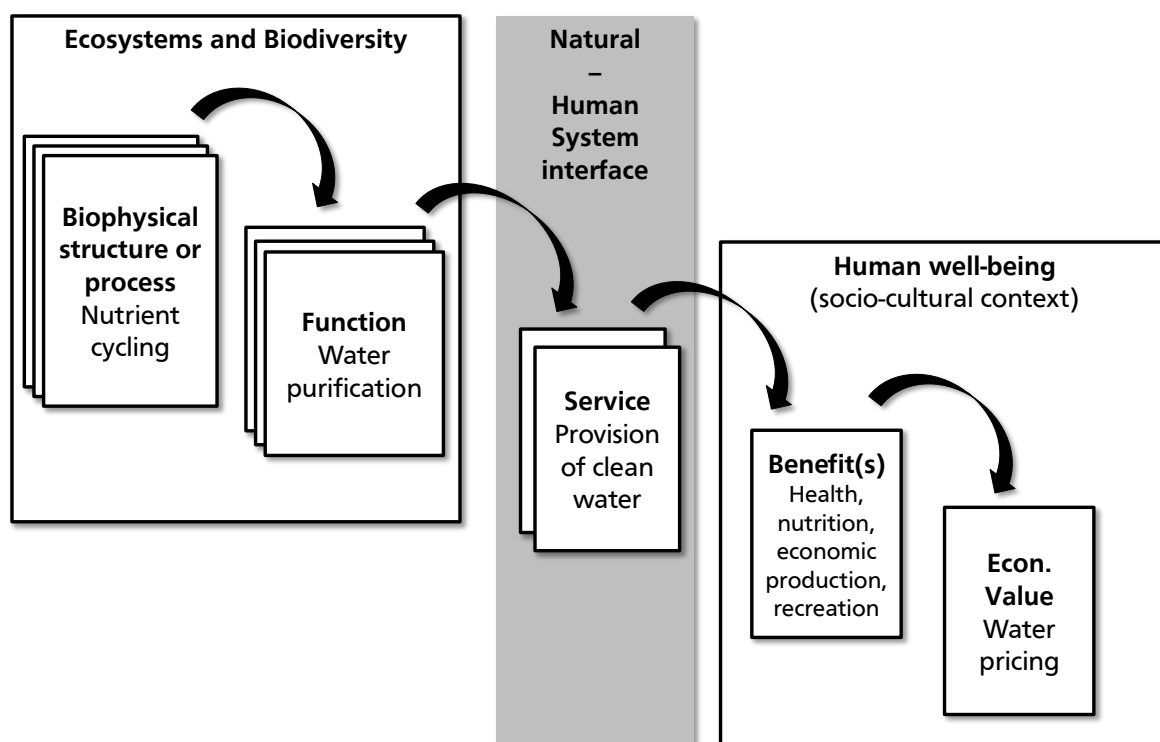 Ecosystems and Biodiversity
Biophysical
structure or
process
Nutrient
cycling
Function
Water
purification
Natural
–
Human
System
interface
Service
Provision
of clean
water
Human well-being
(socio-cultural context)
Benefit(s)
Health,
nutrition,
economic
production,
recreation
Econ.
Value
Water
pricing